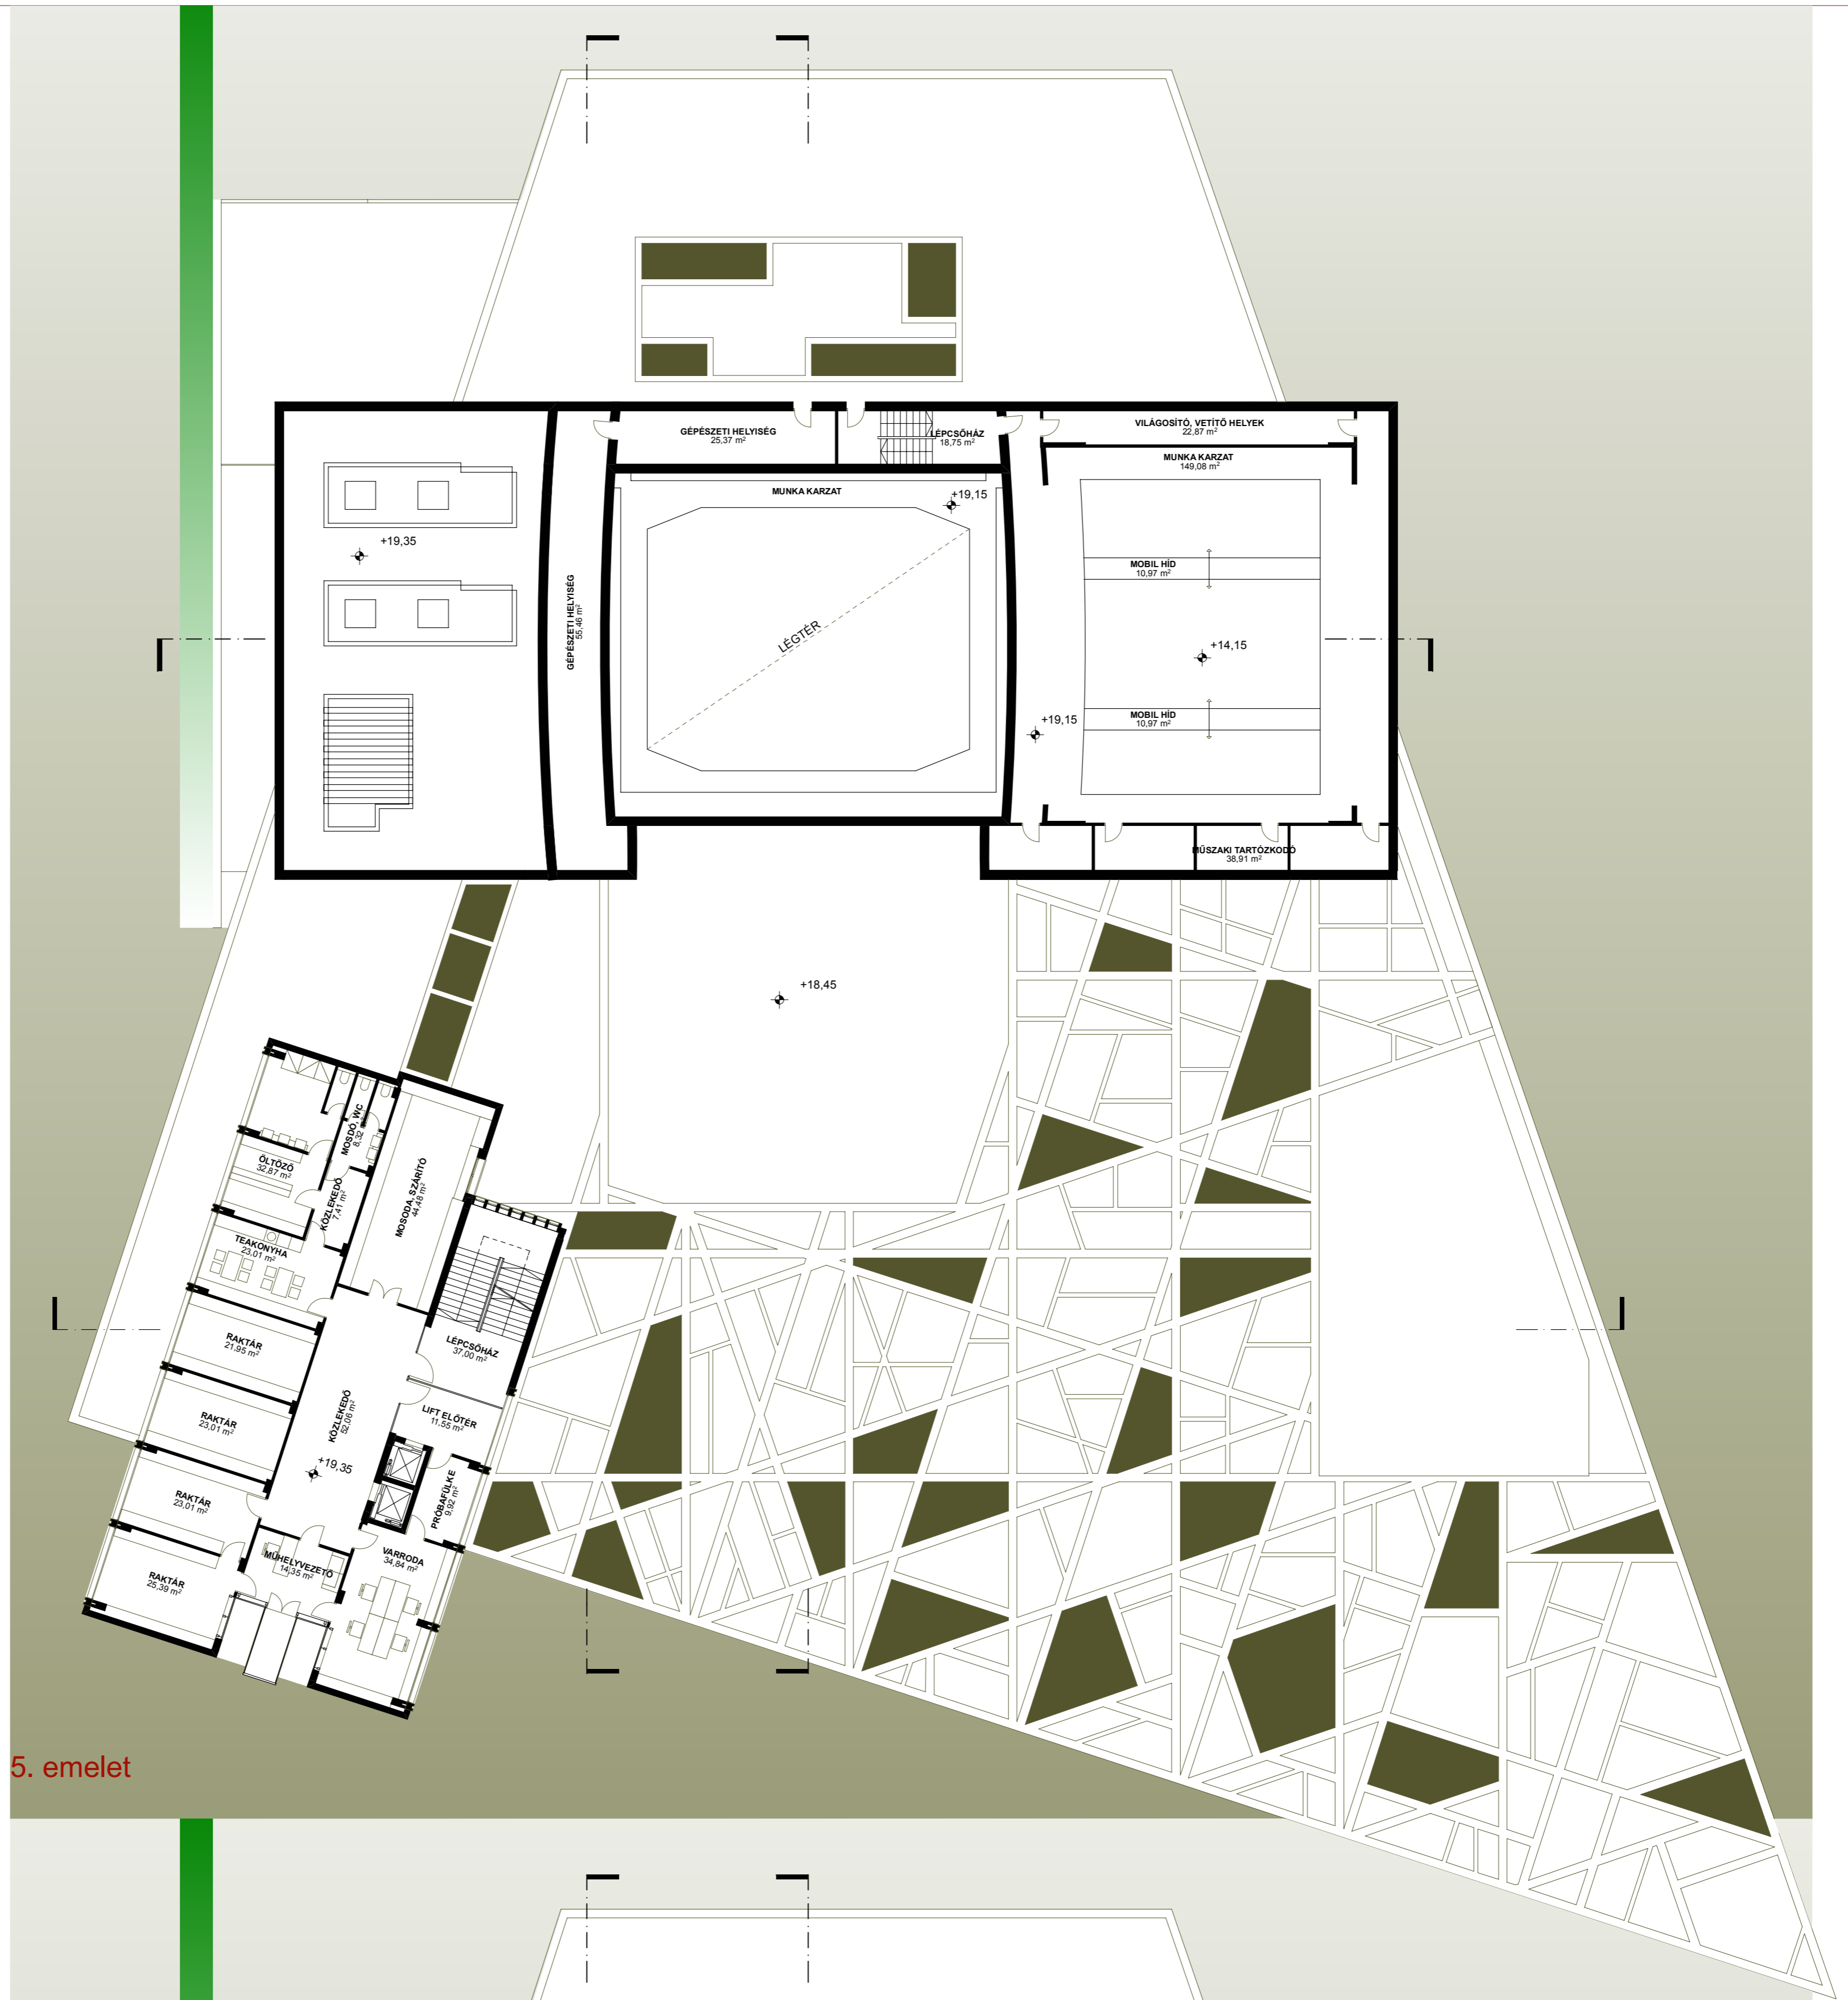 GÉPÉSZETI HELYISÉG
25,37 m²
LÉPCSŐHÁZ
18,75 m²
VILÁGOSÍTÓ, VETÍTŐ HELYEK
22,87 m²
MUNKA KARZAT
149,08 m²
MUNKA KARZAT
+19,15
+19,35
MOBIL HÍD
10,97 m²
GÉPÉSZETI HELYISÉG
55,46 m²
LÉGTÉR
+14,15
+19,15
MOBIL HÍD
10,97 m²
MŰSZAKI TARTÓZKODÓ
38,91 m²
+18,45
MOSDÓ, WC
8,32
ÖLTÖZŐ
32,87 m²
KÖZLEKEDŐ
7,41 m²
MOSODA, SZÁRÍTÓ
44,48 m²
TEAKONYHA
23,01 m²
RAKTÁR
21,95 m²
LÉPCSŐHÁZ
37,00 m²
RAKTÁR
23,01 m²
KÖZLEKEDŐ
52,06 m²
LIFT ELŐTÉR
11,55 m²
+19,35
RAKTÁR
23,01 m²
PRÓBAFÜLKE
9,92 m²
MŰHELYVEZETŐ
14,35 m²
VARRODA
34,84 m²
RAKTÁR
25,39 m²
5. emelet